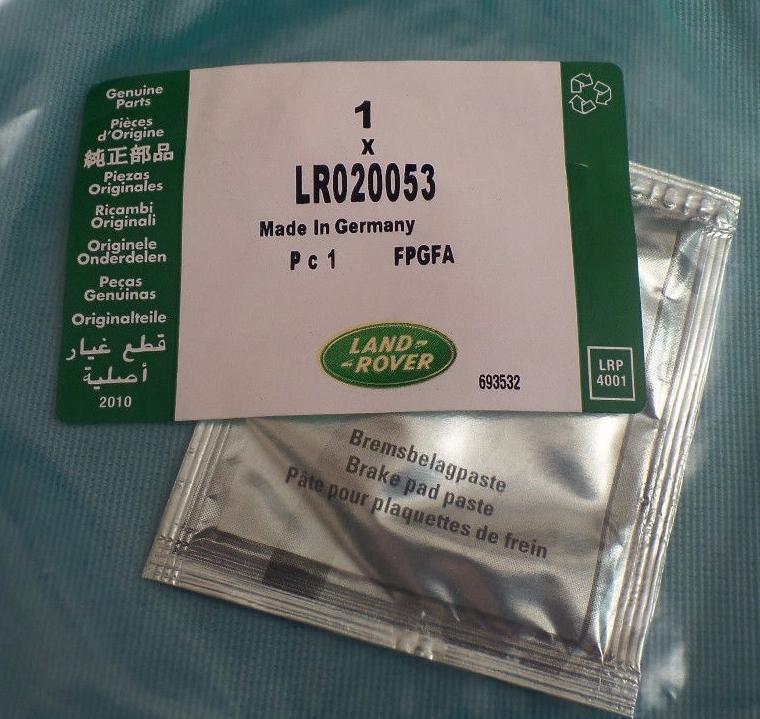 Genuine
Parts
Pièces
d'Origine
純正部品
Piezas
Originales
Ricambi
Originali
Originele
Onderdelen
Peças
Genuinas
Originalteile
قطع غيار
أصلية
2010
1
x
LR020053
Made In Germany
P c 1 FPGFA
LAND-
-ROVER
693532
LRP
4001
Bremsbelagpaste
Brake pad paste
Pâte pour plaquettes de frein